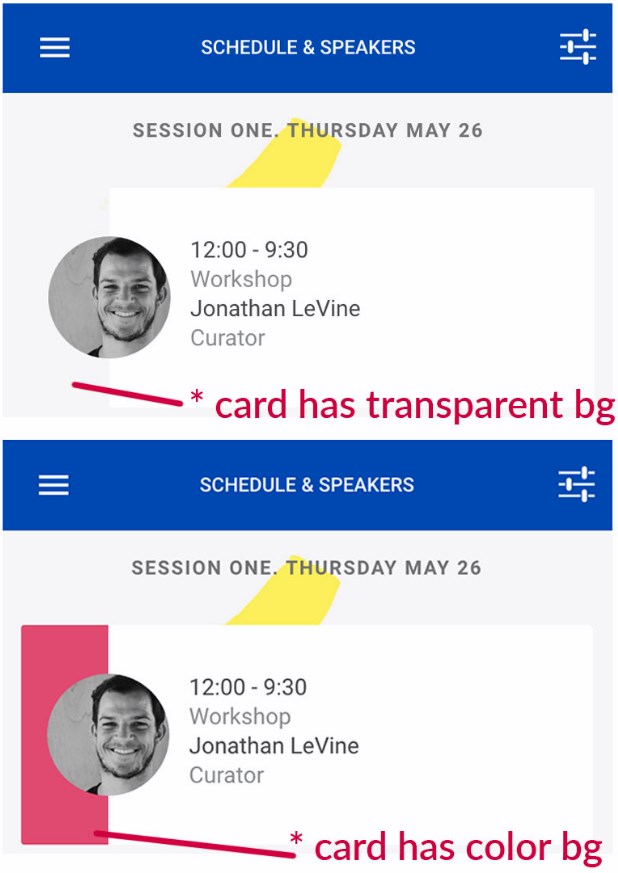 SCHEDULE & SPEAKERS
SESSION ONE. THURSDAY MAY 26
12:00 - 9:30
Workshop
Jonathan LeVine
Curator
* card has transparent bg
SCHEDULE & SPEAKERS
SESSION ONE. THURSDAY MAY 26
12:00 - 9:30
Workshop
Jonathan LeVine
Curator
* card has color bg